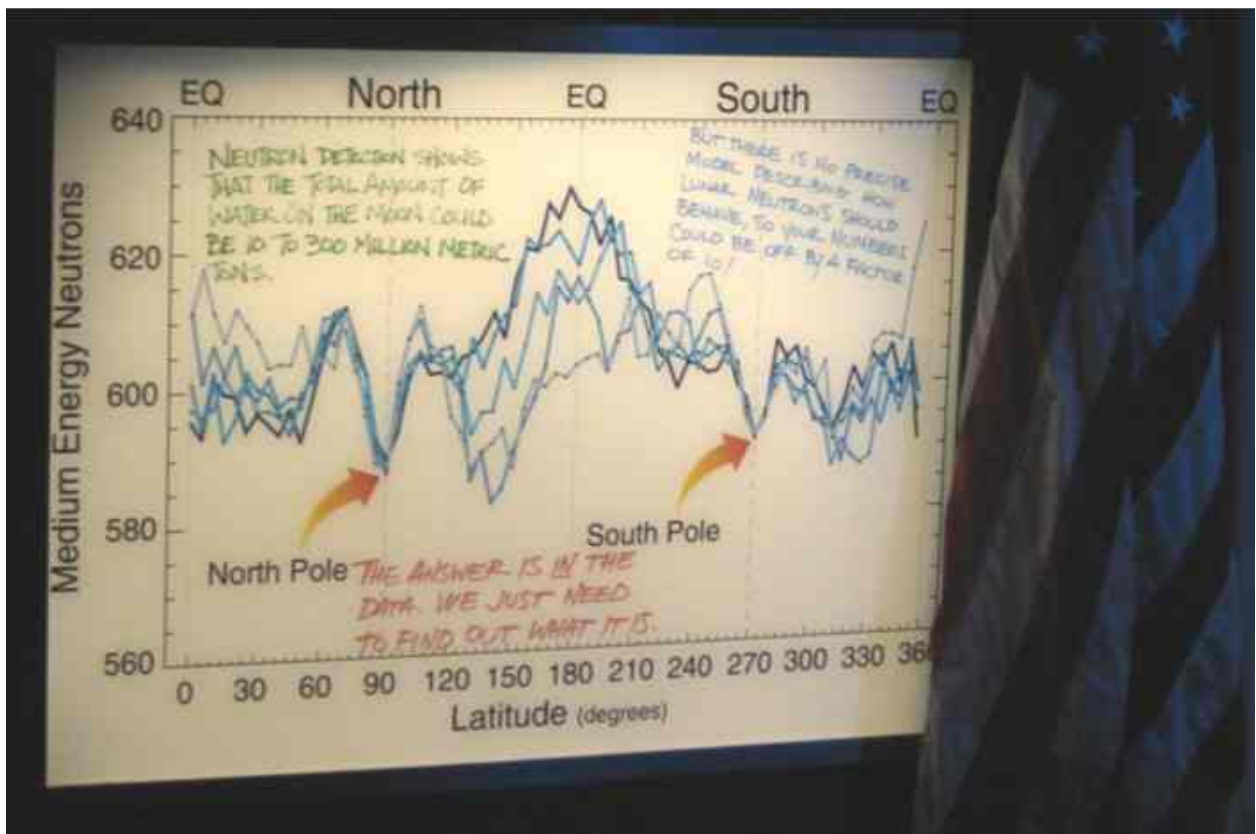 EQ North EQ South EQ
640
620
600
580
560
Medium Energy Neutrons
NEUTRON DETECTION SHOWS
THAT THE TOTAL AMOUNT OF
WATER ON THE MOON COULD
BE 10 TO 300 MILLION METRIC
TONS.
BUT THERE IS NO PRECISE
MODEL DESCRIBING HOW
LUNAR NEUTRONS SHOULD
BEHAVE, SO YOUR NUMBERS
COULD BE OFF BY A FACTOR
OF 10!
North Pole
South Pole
THE ANSWER IS IN THE
DATA. WE JUST NEED
TO FIND OUT WHAT IT IS.
0 30 60 90 120 150 180 210 240 270 300 330 360
Latitude (degrees)